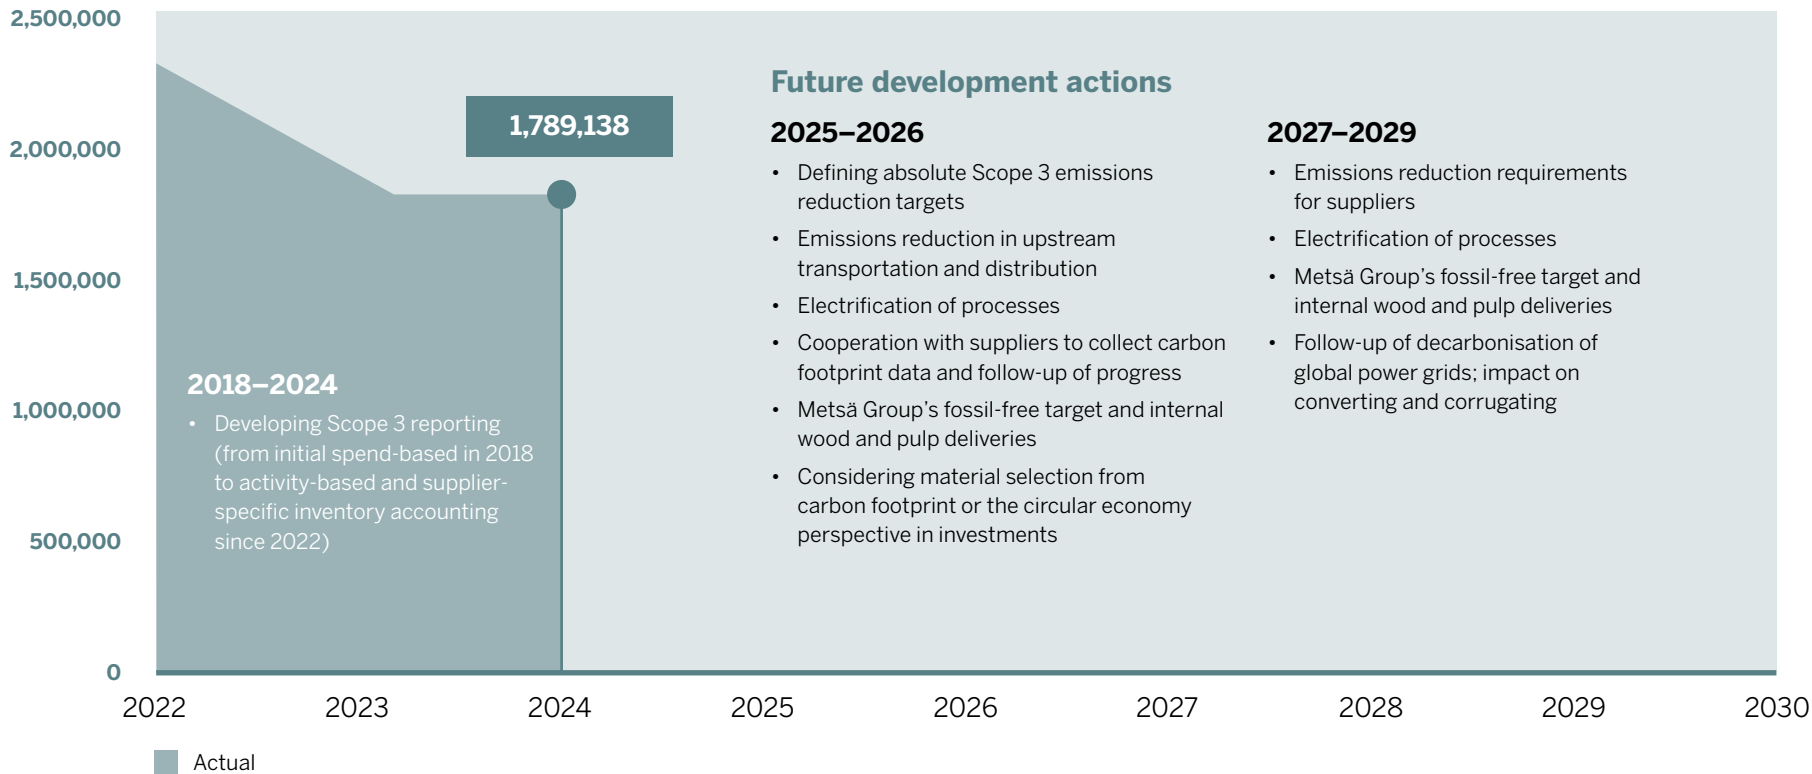 2,500,000
2,000,000
1,500,000
1,000,000
500,000
0
1,789,138
2018–2024
• Developing Scope 3 reporting
(from initial spend-based in 2018
to activity-based and supplier-
specific inventory accounting
since 2022)
Future development actions
2025–2026
• Defining absolute Scope 3 emissions
reduction targets
• Emissions reduction in upstream
transportation and distribution
• Electrification of processes
• Cooperation with suppliers to collect carbon
footprint data and follow-up of progress
• Metsä Group’s fossil-free target and internal
wood and pulp deliveries
• Considering material selection from
carbon footprint or the circular economy
perspective in investments
2027–2029
• Emissions reduction requirements
for suppliers
• Electrification of processes
• Metsä Group’s fossil-free target and
internal wood and pulp deliveries
• Follow-up of decarbonisation of
global power grids; impact on
converting and corrugating
2022 2023 2024 2025 2026 2027 2028 2029 2030
Actual